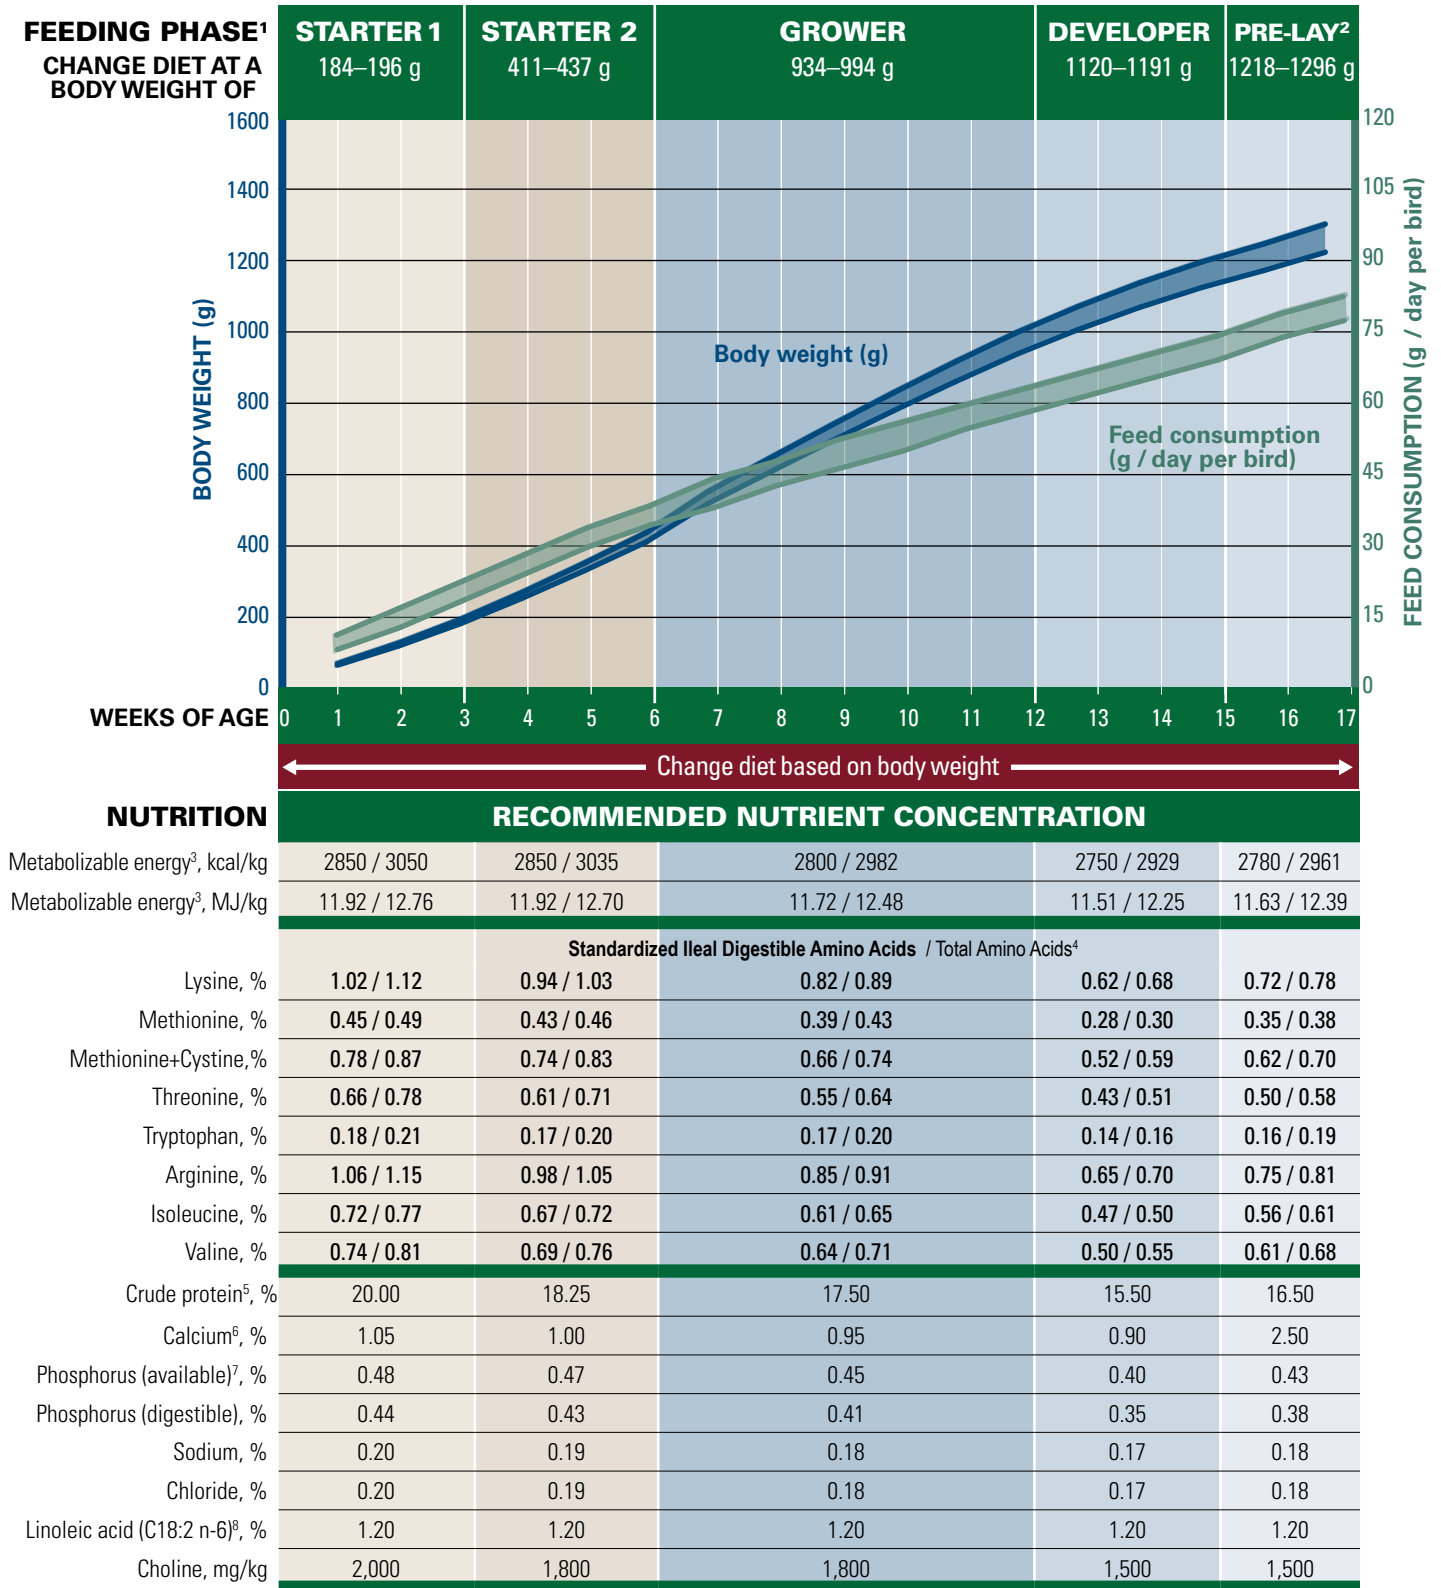 FEEDING PHASE¹ STARTER 1 STARTER 2 GROWER DEVELOPER PRE-LAY²
CHANGE DIET AT A
BODY WEIGHT OF
184–196 g 411–437 g 934–994 g 1120–1191 g 1218–1296 g
1600 120
1400 105
1200 90
1000 75
800 60
600 45
400 30
200 15
0 0
BODY WEIGHT (g)
FEED CONSUMPTION (g / day per bird)
Body weight (g)
Feed consumption
(g / day per bird)
WEEKS OF AGE 0 1 2 3 4 5 6 7 8 9 10 11 12 13 14 15 16 17
Change diet based on body weight
NUTRITION RECOMMENDED NUTRIENT CONCENTRATION
Metabolizable energy³, kcal/kg 2850 / 3050 2850 / 3035 2800 / 2982 2750 / 2929 2780 / 2961
Metabolizable energy³, MJ/kg 11.92 / 12.76 11.92 / 12.70 11.72 / 12.48 11.51 / 12.25 11.63 / 12.39
Standardized Ileal Digestible Amino Acids / Total Amino Acids⁴
Lysine, % 1.02 / 1.12 0.94 / 1.03 0.82 / 0.89 0.62 / 0.68 0.72 / 0.78
Methionine, % 0.45 / 0.49 0.43 / 0.46 0.39 / 0.43 0.28 / 0.30 0.35 / 0.38
Methionine+Cystine,% 0.78 / 0.87 0.74 / 0.83 0.66 / 0.74 0.52 / 0.59 0.62 / 0.70
Threonine, % 0.66 / 0.78 0.61 / 0.71 0.55 / 0.64 0.43 / 0.51 0.50 / 0.58
Tryptophan, % 0.18 / 0.21 0.17 / 0.20 0.17 / 0.20 0.14 / 0.16 0.16 / 0.19
Arginine, % 1.06 / 1.15 0.98 / 1.05 0.85 / 0.91 0.65 / 0.70 0.75 / 0.81
Isoleucine, % 0.72 / 0.77 0.67 / 0.72 0.61 / 0.65 0.47 / 0.50 0.56 / 0.61
Valine, % 0.74 / 0.81 0.69 / 0.76 0.64 / 0.71 0.50 / 0.55 0.61 / 0.68
Crude protein⁵, % 20.00 18.25 17.50 15.50 16.50
Calcium⁶, % 1.05 1.00 0.95 0.90 2.50
Phosphorus (available)⁷, % 0.48 0.47 0.45 0.40 0.43
Phosphorus (digestible), % 0.44 0.43 0.41 0.35 0.38
Sodium, % 0.20 0.19 0.18 0.17 0.18
Chloride, % 0.20 0.19 0.18 0.17 0.18
Linoleic acid (C18:2 n-6)⁸, % 1.20 1.20 1.20 1.20 1.20
Choline, mg/kg 2,000 1,800 1,800 1,500 1,500